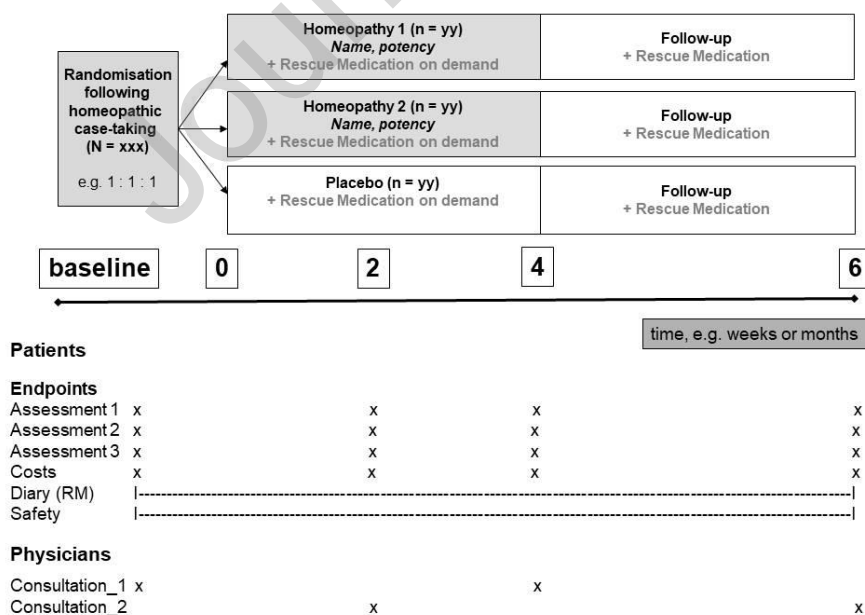 Jour
Homeopathy 1 (n = yy)
Name, potency
+ Rescue Medication on demand
Follow-up
+ Rescue Medication
Randomisation
following
homeopathic
case-taking
(N = xxx)
e.g. 1 : 1 : 1
Homeopathy 2 (n = yy)
Name, potency
+ Rescue Medication on demand
Follow-up
+ Rescue Medication
Placebo (n = yy)
+ Rescue Medication on demand
Follow-up
+ Rescue Medication
baseline 0 2 4 6
time, e.g. weeks or months
Patients
Endpoints
Assessment 1 x x x x
Assessment 2 x x x x
Assessment 3 x x x x
Costs x x x x
Diary (RM)
Safety
Physicians
Consultation_1 x x
Consultation_2 x x